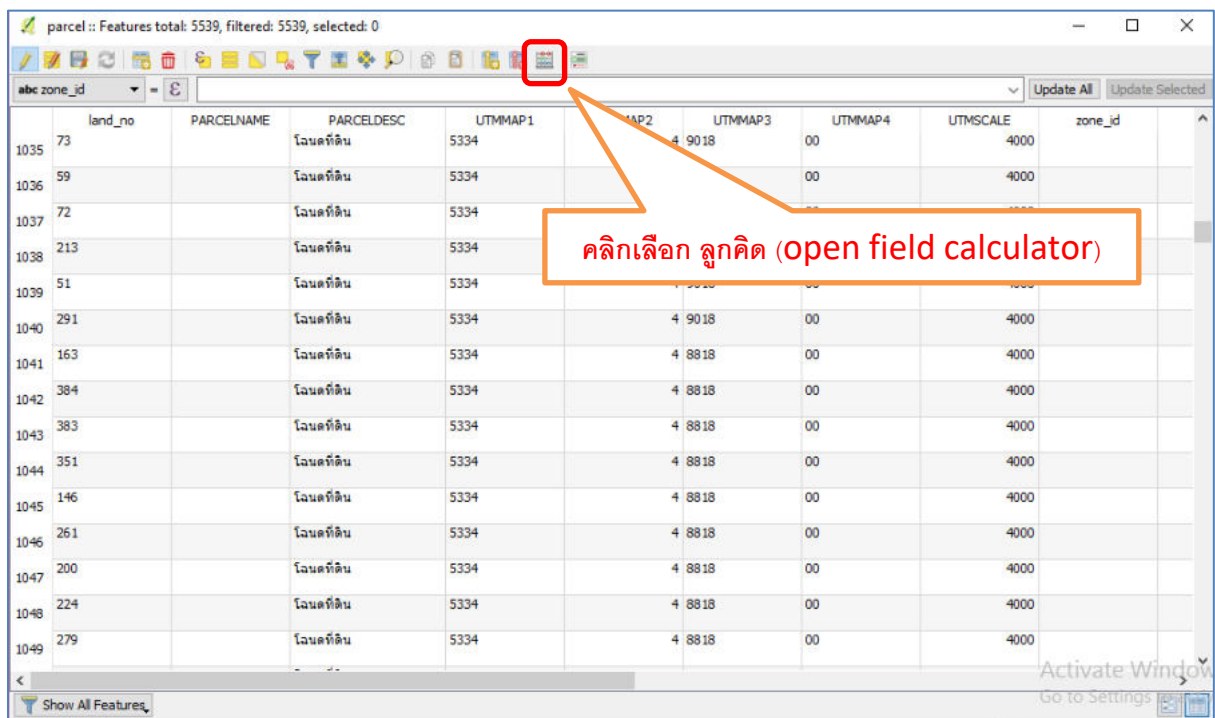 parcel :: Features total: 5539, filtered: 5539, selected: 0
abc zone_id = ε Update All Update Selected
land_no PARCELNAME PARCELDESC UTMMAP1 MAP2 UTMMAP3 UTMMAP4 UTMSCALE zone_id
1035 73 โฉนดที่ดิน 5334 4 9018 00 4000
1036 59 โฉนดที่ดิน 5334 00 4000
1037 72 โฉนดที่ดิน 5334
คลิกเลือก ลูกคิด (open field calculator)
1038 213 โฉนดที่ดิน 5334
1039 51 โฉนดที่ดิน 5334
1040 291 โฉนดที่ดิน 5334 4 9018 00 4000
1041 163 โฉนดที่ดิน 5334 4 8818 00 4000
1042 384 โฉนดที่ดิน 5334 4 8818 00 4000
1043 383 โฉนดที่ดิน 5334 4 8818 00 4000
1044 351 โฉนดที่ดิน 5334 4 8818 00 4000
1045 146 โฉนดที่ดิน 5334 4 8818 00 4000
1046 261 โฉนดที่ดิน 5334 4 8818 00 4000
1047 200 โฉนดที่ดิน 5334 4 8818 00 4000
1048 224 โฉนดที่ดิน 5334 4 8818 00 4000
1049 279 โฉนดที่ดิน 5334 4 8818 00 4000
Activate Window
Show All Features
Go to Settings